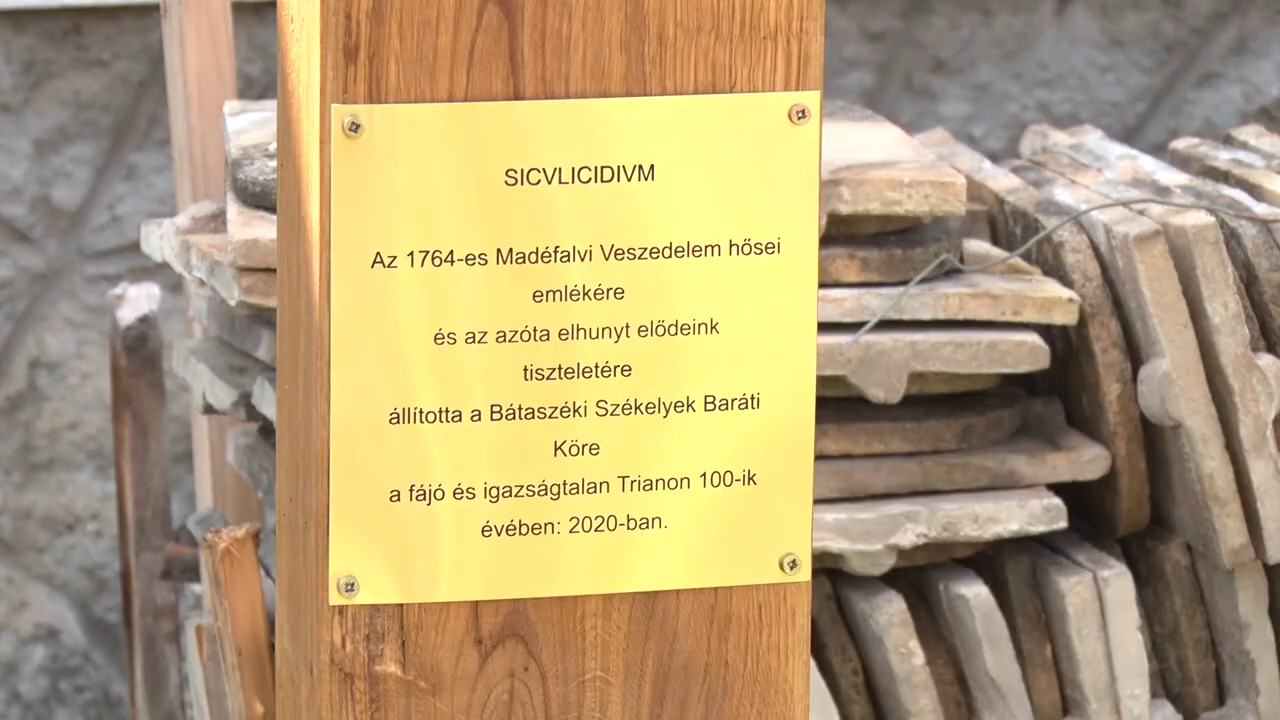 SICVLICIDIVM
Az 1764-es Madéfalvi Veszedelem hősei
emlékére
és az azóta elhunyt elődeink
tiszteletére
állította a Bátaszéki Székelyek Baráti
Köre
a fájó és igazságtalan Trianon 100-ik
évében: 2020-ban.